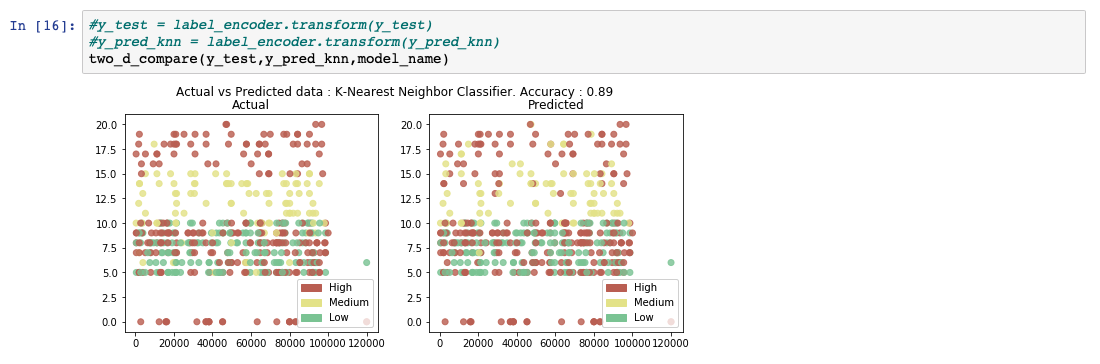 In [16]:
#y_test = label_encoder.transform(y_test)
#y_pred_knn = label_encoder.transform(y_pred_knn)
two_d_compare(y_test,y_pred_knn,model_name)
Actual vs Predicted data : K-Nearest Neighbor Classifier. Accuracy : 0.89
Actual
20.0
17.5
15.0
12.5
10.0
7.5
5.0
2.5
0.0
High
Medium
Low
0 20000 40000 60000 80000 100000 120000
Predicted
20.0
17.5
15.0
12.5
10.0
7.5
5.0
2.5
0.0
High
Medium
Low
0 20000 40000 60000 80000 100000 120000